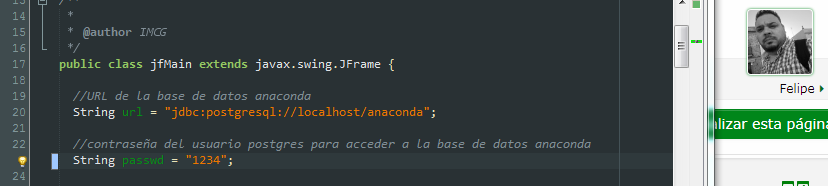 13 /**
14 *
15 * @author IMCG
16 */
17 public class jfMain extends javax.swing.JFrame {
18
19 //URL de la base de datos anaconda
20 String url = "jdbc:postgresql://localhost/anaconda";
21
22 //contraseña del usuario postgres para acceder a la base de datos anaconda
String passwd = "1234";
24
Felipe
alizar esta página